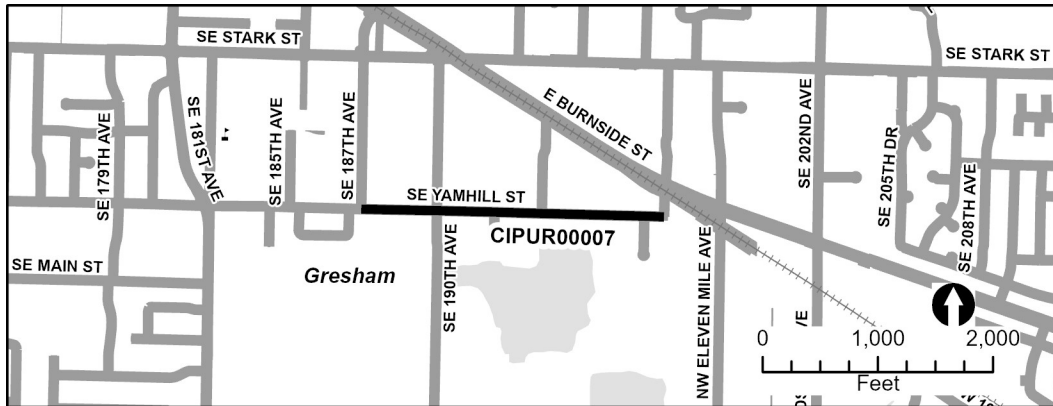 SE STARK ST
SE STARK ST
E BURNSIDE ST
SE 179TH AVE
SE 181ST AVE
SE 185TH AVE
SE 187TH AVE
SE 202ND AVE
SE 205TH DR
SE 208TH AVE
SE YAMHILL ST
CIPUR00007
SE MAIN ST
Gresham
SE 190TH AVE
NW ELEVEN MILE AVE
0 1,000 2,000
Feet